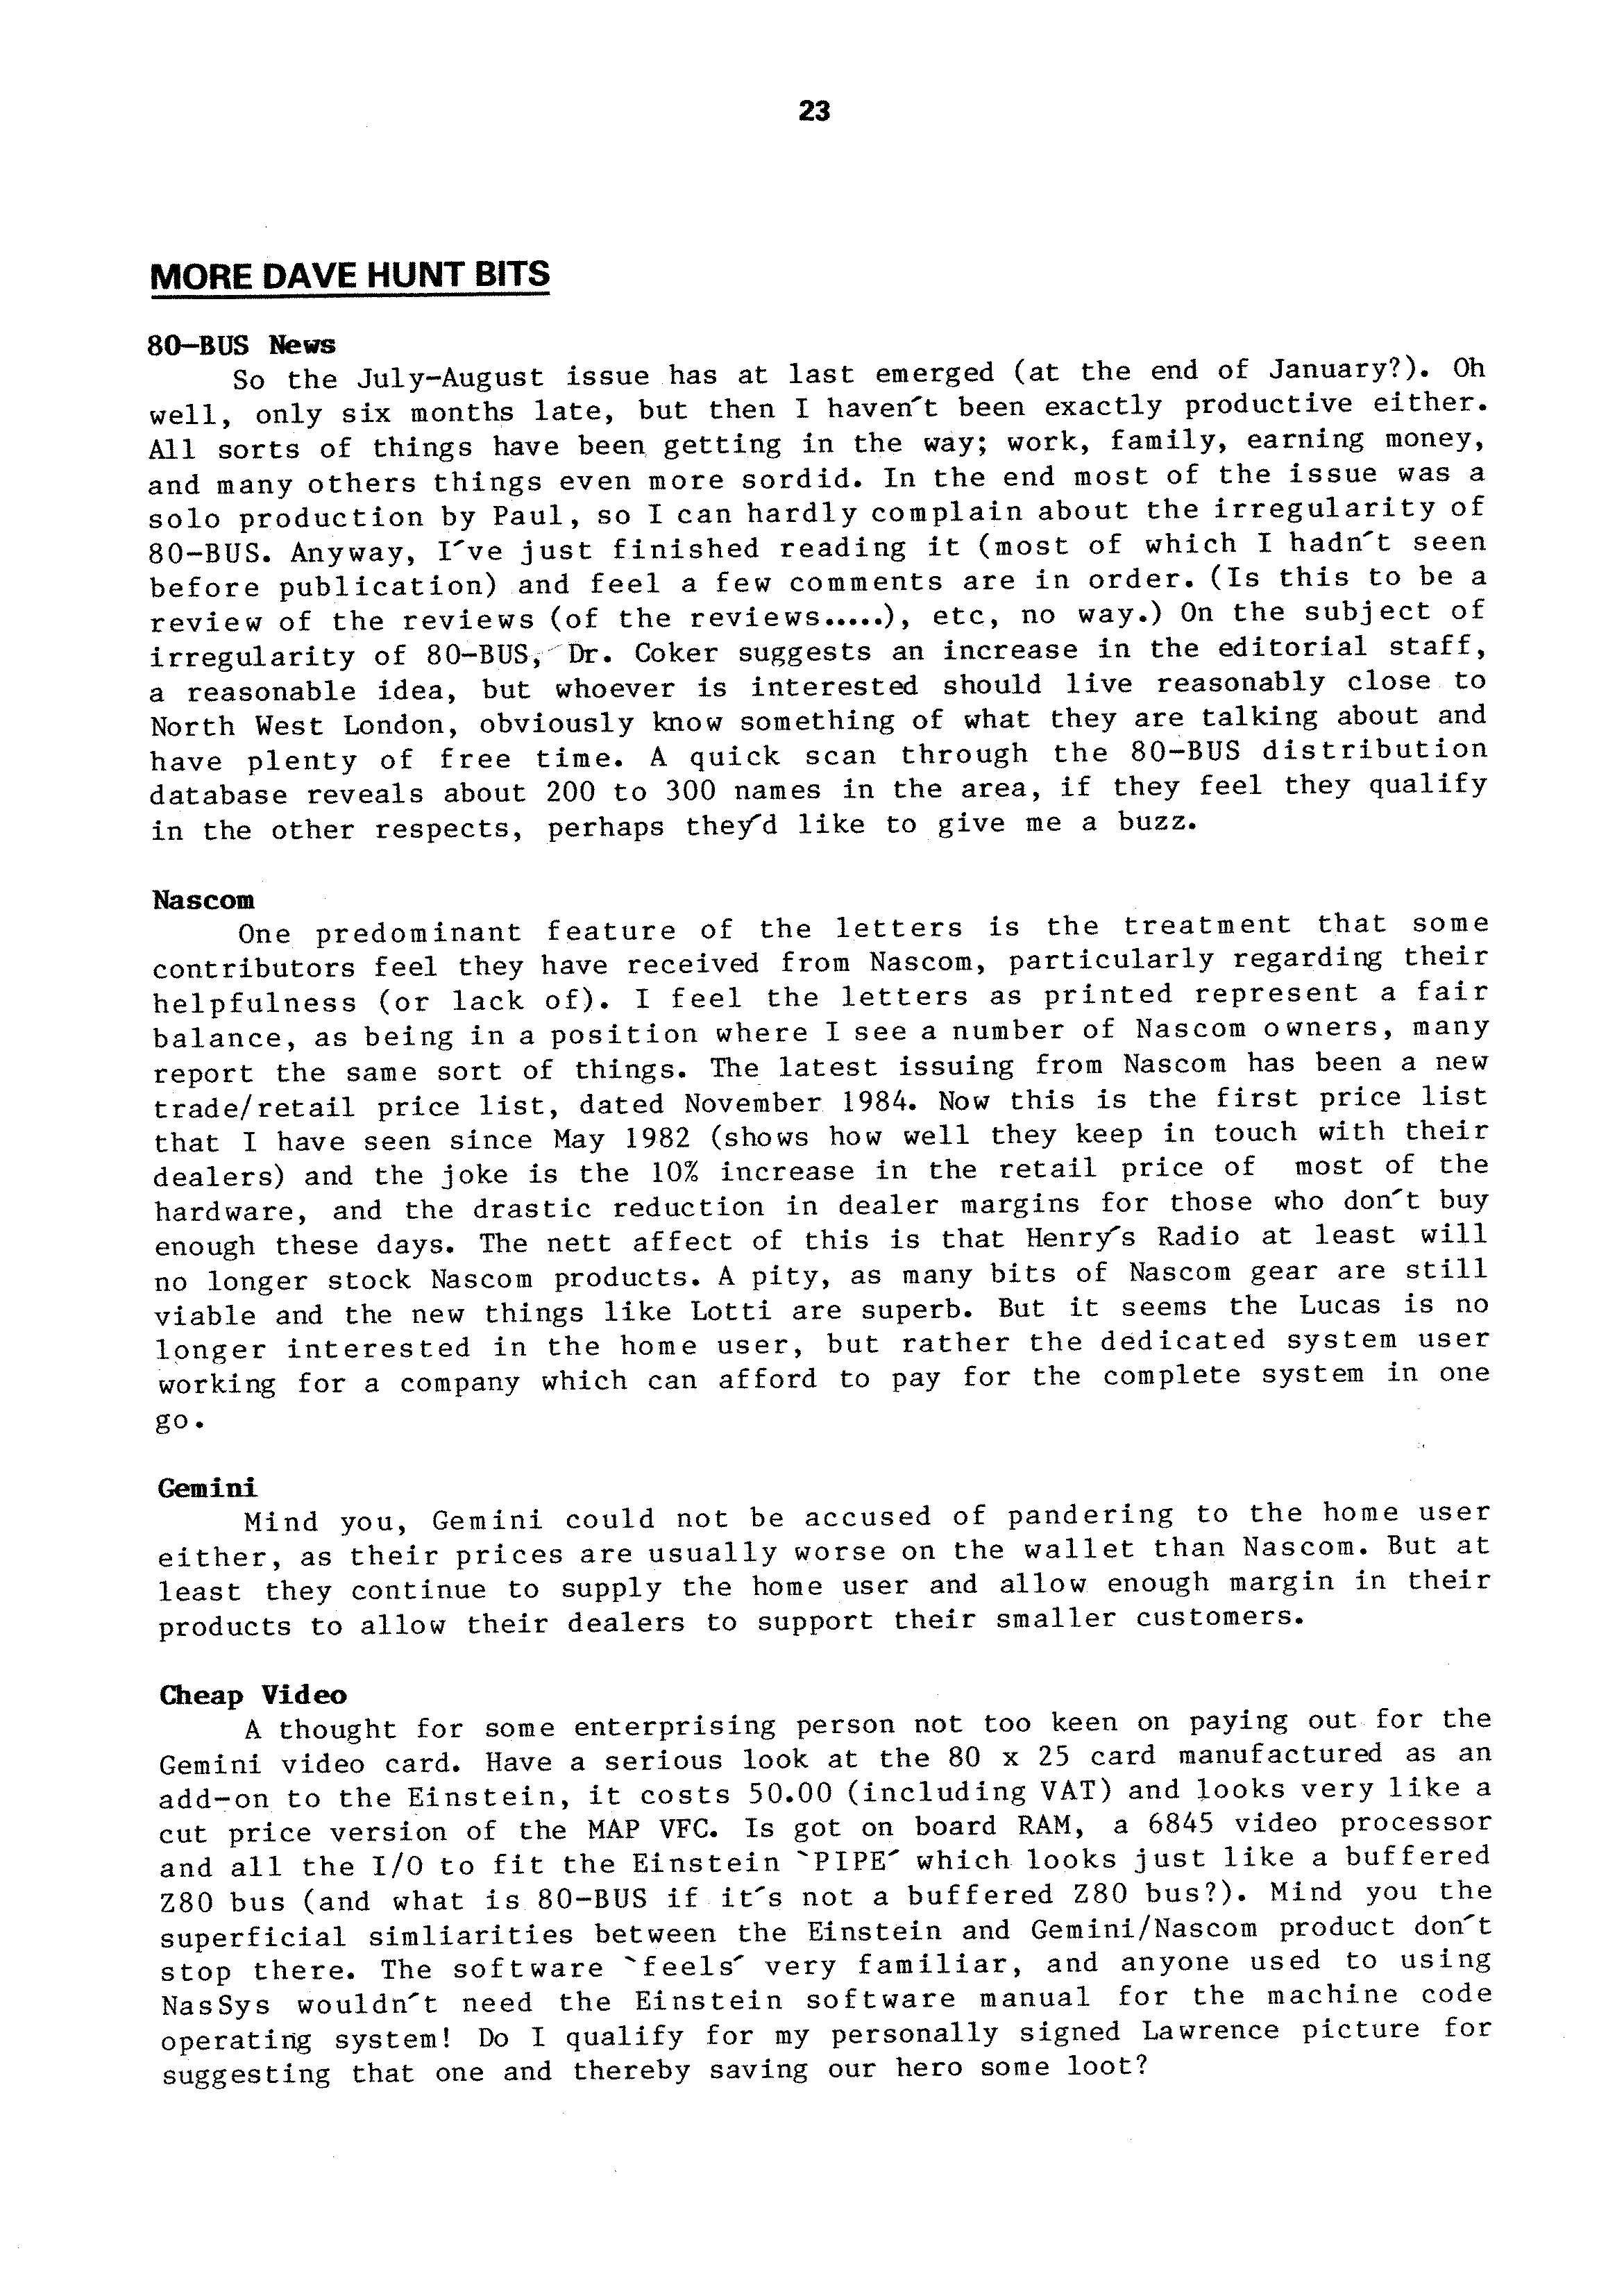 23
MORE DAVE HUNT BITS
80-BUS News
So the July-August issue has at last emerged (at the end of January?). Oh
well, only six months late, but then I haven't been exactly productive either.
All sorts of things have been getting in the way; work, family, earning money,
and many others things even more sordid. In the end most of the issue was a
solo production by Paul, so I can hardly complain about the irregularity of
80-BUS. Anyway, I've just finished reading it (most of which I hadn't seen
before publication) and feel a few comments are in order. (Is this to be a
review of the reviews (of the reviews.....), etc, no way.) On the subject of
irregularity of 80-BUS, Dr. Coker suggests an increase in the editorial staff,
a reasonable idea, but whoever is interested should live reasonably close to
North West London, obviously know something of what they are talking about and
have plenty of free time. A quick scan through the 80-BUS distribution
database reveals about 200 to 300 names in the area, if they feel they qualify
in the other respects, perhaps they'd like to give me a buzz.
Nascom
One predominant feature of the letters is the treatment that some
contributors feel they have received from Nascom, particularly regarding their
helpfulness (or lack of). I feel the letters as printed represent a fair
balance, as being in a position where I see a number of Nascom owners, many
report the same sort of things. The latest issuing from Nascom has been a new
trade/retail price list, dated November 1984. Now this is the first price list
that I have seen since May 1982 (shows how well they keep in touch with their
dealers) and the joke is the 10% increase in the retail price of most of the
hardware, and the drastic reduction in dealer margins for those who don't buy
enough these days. The nett affect of this is that Henry's Radio at least will
no longer stock Nascom products. A pity, as many bits of Nascom gear are still
viable and the new things like Lotti are superb. But it seems the Lucas is no
longer interested in the home user, but rather the dedicated system user
working for a company which can afford to pay for the complete system in one
go.
Gemini
Mind you, Gemini could not be accused of pandering to the home user
either, as their prices are usually worse on the wallet than Nascom. But at
least they continue to supply the home user and allow enough margin in their
products to allow their dealers to support their smaller customers.
Cheap Video
A thought for some enterprising person not too keen on paying out for the
Gemini video card. Have a serious look at the 80 x 25 card manufactured as an
add-on to the Einstein, it costs 50.00 (including VAT) and looks very like a
cut price version of the MAP VFC. Is got on board RAM, a 6845 video processor
and all the I/O to fit the Einstein `PIPE' which looks just like a buffered
Z80 bus (and what is 80-BUS if it's not a buffered Z80 bus?). Mind you the
superficial simliarities between the Einstein and Gemini/Nascom product don't
stop there. The software `feels' very familiar, and anyone used to using
NasSys wouldn't need the Einstein software manual for the machine code
operating system! Do I qualify for my personally signed Lawrence picture for
suggesting that one and thereby saving our hero some loot?